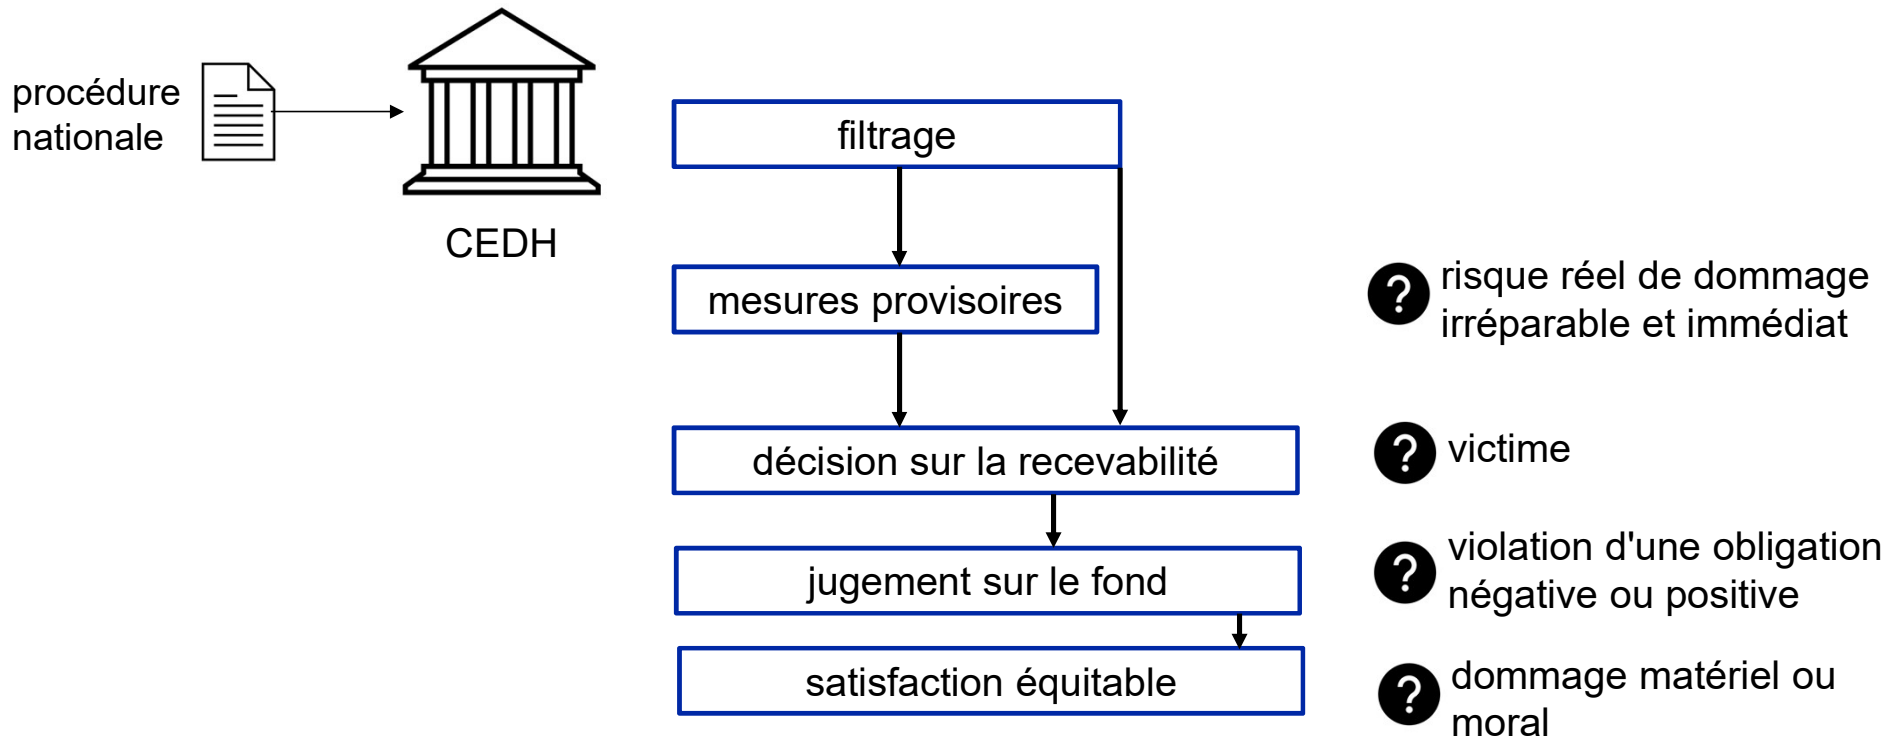 procédure
nationale
CEDH
filtrage
mesures provisoires
risque réel de dommage
irréparable et immédiat
décision sur la recevabilité
victime
jugement sur le fond
violation d'une obligation
négative ou positive
satisfaction équitable
dommage matériel ou
moral